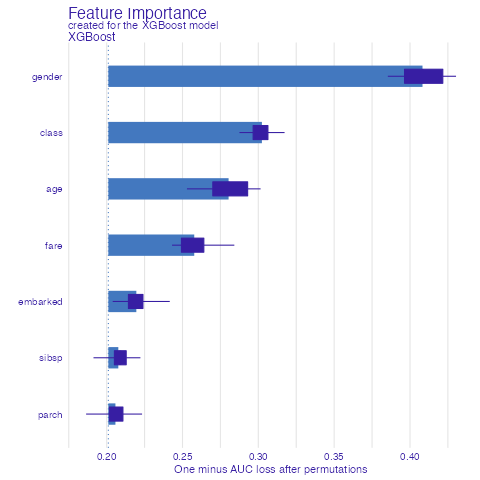 Feature Importance
created for the XGBoost model
XGBoost
gender
class
age
fare
embarked
sibsp
parch
0.20 0.25 0.30 0.35 0.40
One minus AUC loss after permutations